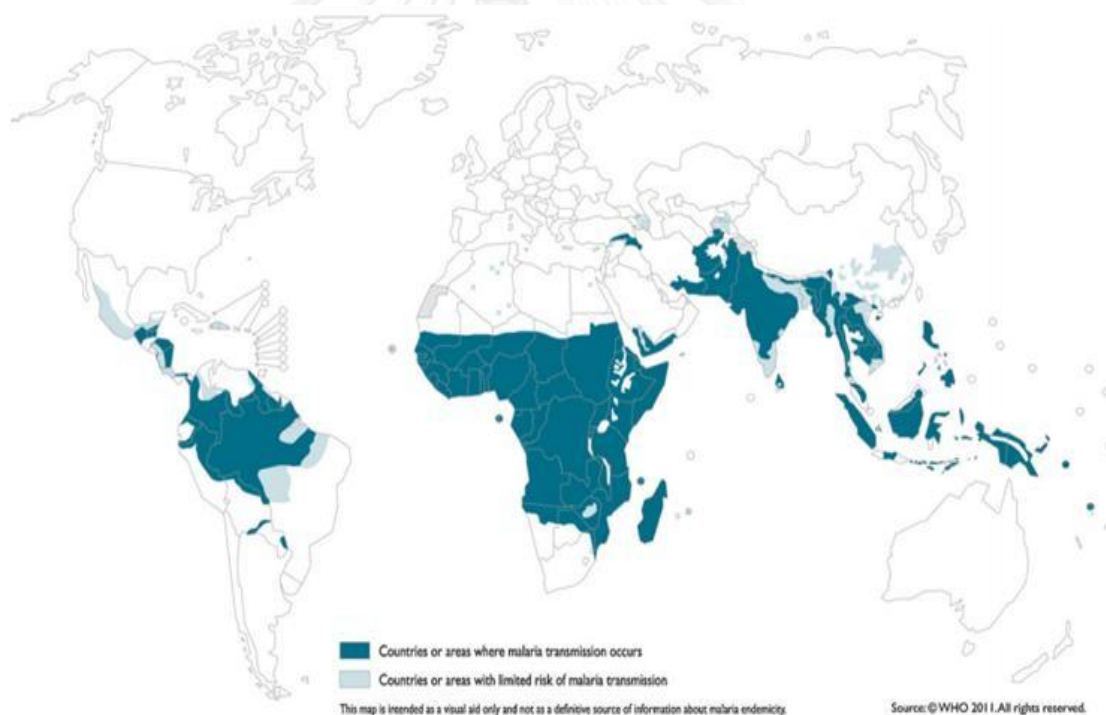 Countries or areas where malaria transmission occurs
Countries or areas with limited risk of malaria transmission
This map is intended as a visual aid only and not as a definitive source of information about malaria endemicity.
Source: © WHO 2011. All rights reserved.